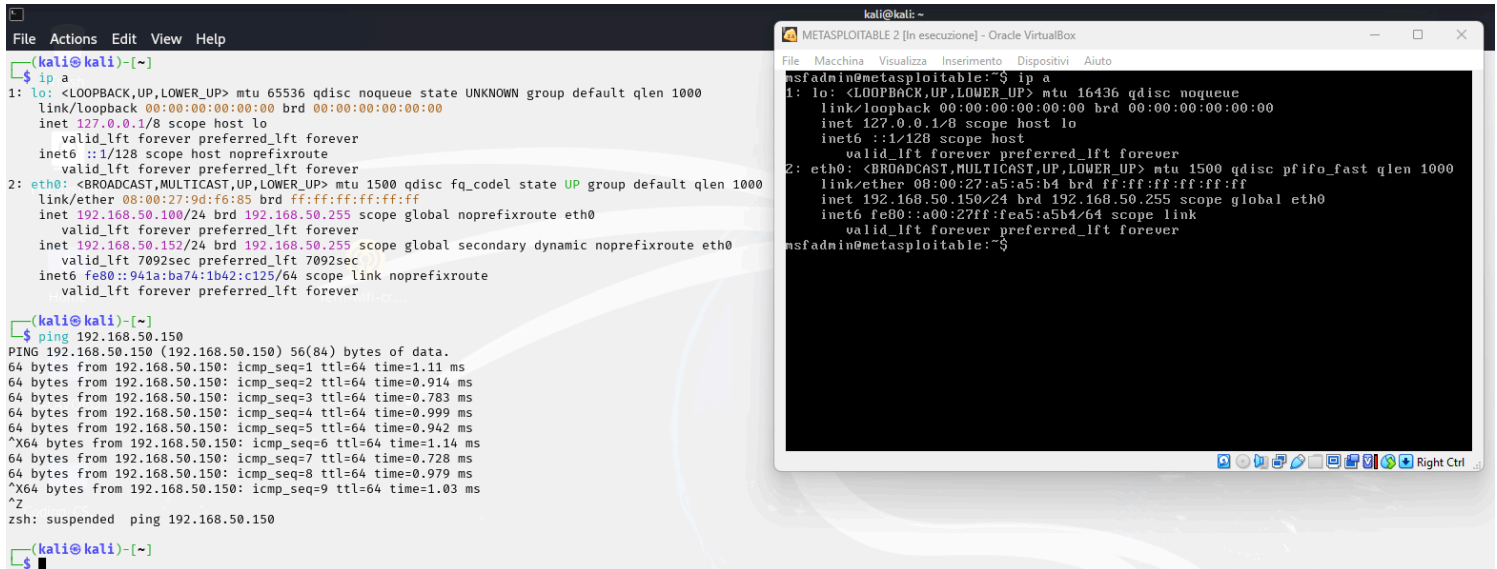 kali@kali: ~
File Actions Edit View Help
┌──(kali㉿kali)-[~]
└─$ ip a
1: lo: <LOOPBACK,UP,LOWER_UP> mtu 65536 qdisc noqueue state UNKNOWN group default qlen 1000
    link/loopback 00:00:00:00:00:00 brd 00:00:00:00:00:00
    inet 127.0.0.1/8 scope host lo
       valid_lft forever preferred_lft forever
    inet6 ::1/128 scope host noprefixroute
       valid_lft forever preferred_lft forever
2: eth0: <BROADCAST,MULTICAST,UP,LOWER_UP> mtu 1500 qdisc fq_codel state UP group default qlen 1000
    link/ether 08:00:27:9d:f6:85 brd ff:ff:ff:ff:ff:ff
    inet 192.168.50.100/24 brd 192.168.50.255 scope global noprefixroute eth0
       valid_lft forever preferred_lft forever
    inet 192.168.50.152/24 brd 192.168.50.255 scope global secondary dynamic noprefixroute eth0
       valid_lft 7092sec preferred_lft 7092sec
    inet6 fe80::941a:ba74:1b42:c125/64 scope link noprefixroute
       valid_lft forever preferred_lft forever
┌──(kali㉿kali)-[~]
└─$ ping 192.168.50.150
PING 192.168.50.150 (192.168.50.150) 56(84) bytes of data.
64 bytes from 192.168.50.150: icmp_seq=1 ttl=64 time=1.11 ms
64 bytes from 192.168.50.150: icmp_seq=2 ttl=64 time=0.914 ms
64 bytes from 192.168.50.150: icmp_seq=3 ttl=64 time=0.783 ms
64 bytes from 192.168.50.150: icmp_seq=4 ttl=64 time=0.999 ms
64 bytes from 192.168.50.150: icmp_seq=5 ttl=64 time=0.942 ms
^X64 bytes from 192.168.50.150: icmp_seq=6 ttl=64 time=1.14 ms
64 bytes from 192.168.50.150: icmp_seq=7 ttl=64 time=0.728 ms
64 bytes from 192.168.50.150: icmp_seq=8 ttl=64 time=0.979 ms
^X64 bytes from 192.168.50.150: icmp_seq=9 ttl=64 time=1.03 ms
^Z
zsh: suspended  ping 192.168.50.150
┌──(kali㉿kali)-[~]
└─$
METASPLOITABLE 2 [In esecuzione] - Oracle VirtualBox
File Macchina Visualizza Inserimento Dispositivi Aiuto
msfadmin@metasploitable:~$ ip a
1: lo: <LOOPBACK,UP,LOWER_UP> mtu 16436 qdisc noqueue
    link/loopback 00:00:00:00:00:00 brd 00:00:00:00:00:00
    inet 127.0.0.1/8 scope host lo
    inet6 ::1/128 scope host
       valid_lft forever preferred_lft forever
2: eth0: <BROADCAST,MULTICAST,UP,LOWER_UP> mtu 1500 qdisc pfifo_fast qlen 1000
    link/ether 08:00:27:a5:a5:b4 brd ff:ff:ff:ff:ff:ff
    inet 192.168.50.150/24 brd 192.168.50.255 scope global eth0
    inet6 fe80::a00:27ff:fea5:a5b4/64 scope link
       valid_lft forever preferred_lft forever
msfadmin@metasploitable:~$
Right Ctrl